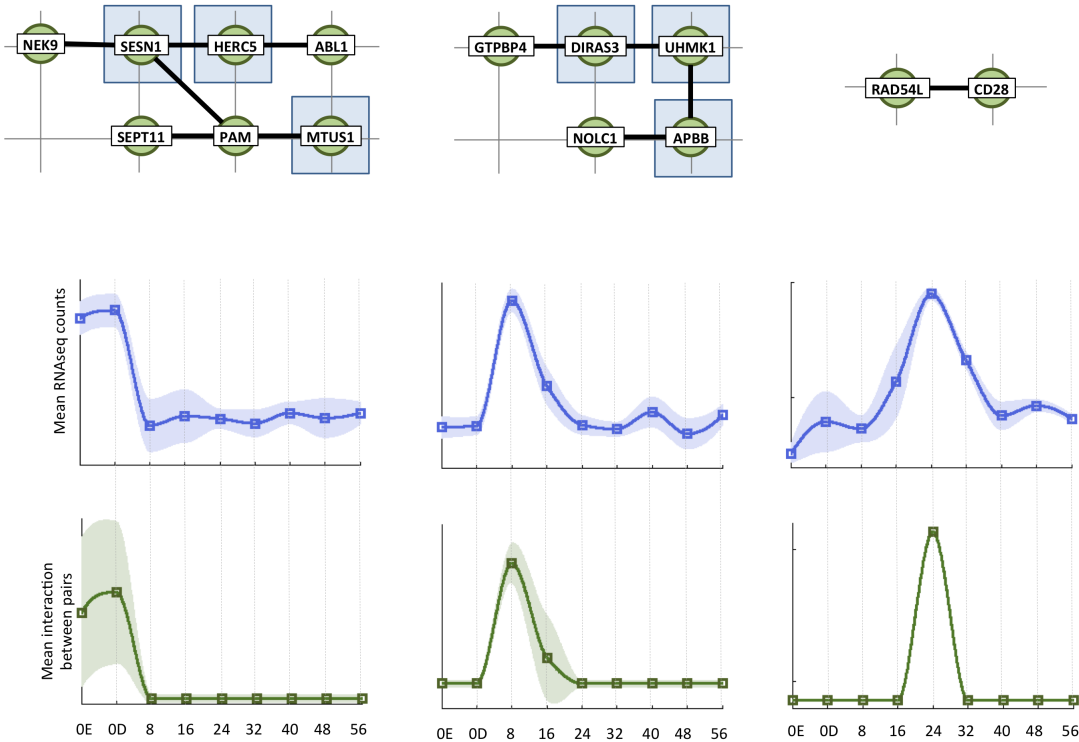 NEK9 SESN1 HERC5 ABL1
SEPT11 PAM MTUS1
GTPBP4 DIRAS3 UHMK1
NOLC1 APBB
RAD54L CD28
Mean RNAseq counts
Mean interaction
between pairs
0E 0D 8 16 24 32 40 48 56
0E 0D 8 16 24 32 40 48 56
0E 0D 8 16 24 32 40 48 56